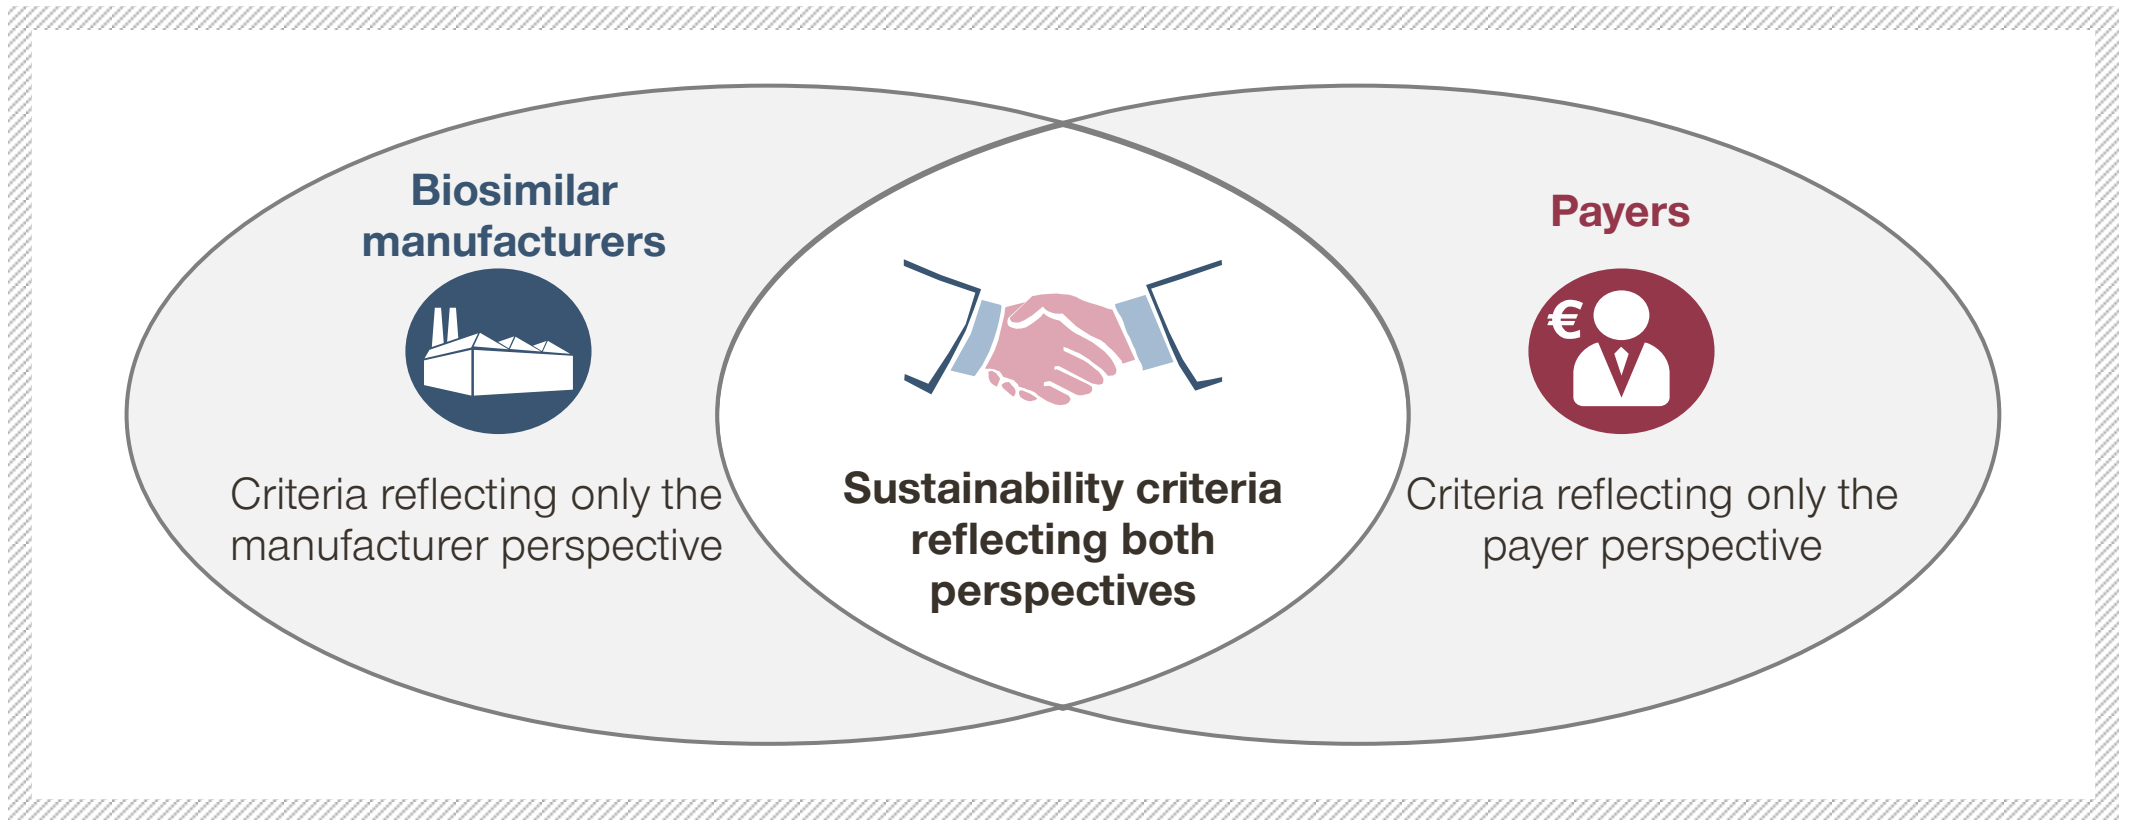 Biosimilar
manufacturers
Criteria reflecting only the
manufacturer perspective
Sustainability criteria
reflecting both
perspectives
Payers
€
Criteria reflecting only the
payer perspective